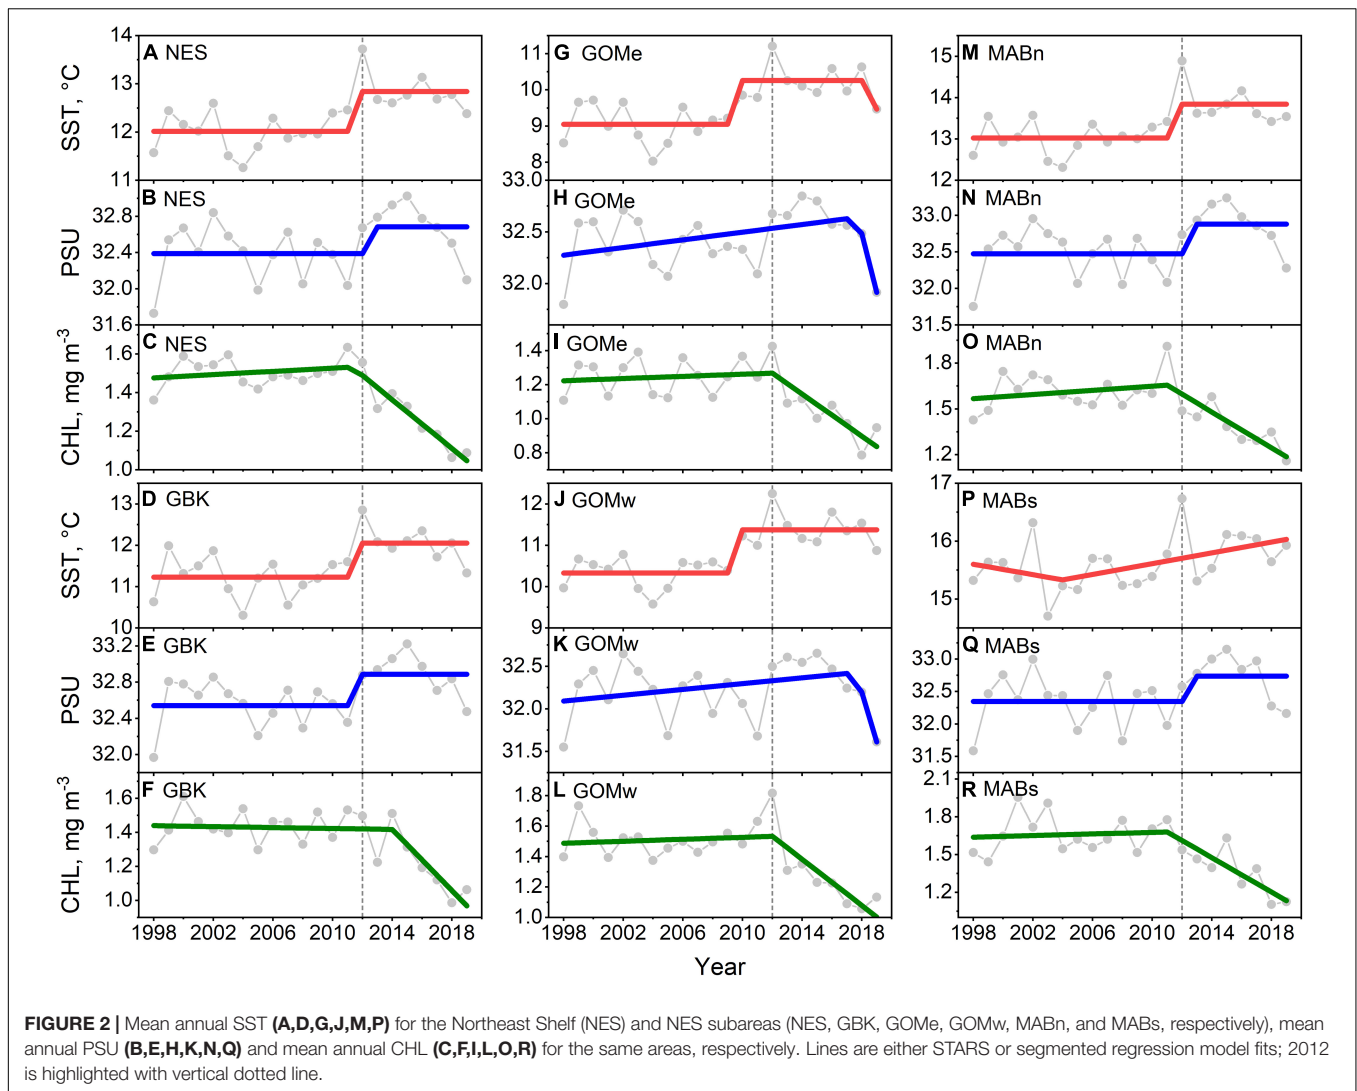 A NES
SST, °C
14
13
12
11
B NES
PSU
32.8
32.4
32.0
31.6
C NES
CHL, mg m-3
1.6
1.4
1.2
1.0
D GBK
SST, °C
13
12
11
10
E GBK
PSU
33.2
32.8
32.4
32.0
F GBK
CHL, mg m-3
1.6
1.4
1.2
1.0
1998 2002 2006 2010 2014 2018
G GOMe
11
10
9
8
H GOMe
33.0
32.5
32.0
I GOMe
1.4
1.2
1.0
0.8
J GOMw
12
11
10
9
K GOMw
32.5
32.0
31.5
L GOMw
1.8
1.6
1.4
1.2
1.0
1998 2002 2006 2010 2014 2018
M MABn
15
14
13
12
N MABn
33.0
32.5
32.0
31.5
O MABn
1.8
1.5
1.2
P MABs
17
16
15
Q MABs
33.0
32.5
32.0
31.5
R MABs
2.1
1.8
1.5
1.2
1998 2002 2006 2010 2014 2018
Year
FIGURE 2 | Mean annual SST (A,D,G,J,M,P) for the Northeast Shelf (NES) and NES subareas (NES, GBK, GOMe, GOMw, MABn, and MABs, respectively), mean
annual PSU (B,E,H,K,N,Q) and mean annual CHL (C,F,I,L,O,R) for the same areas, respectively. Lines are either STARS or segmented regression model fits; 2012
is highlighted with vertical dotted line.